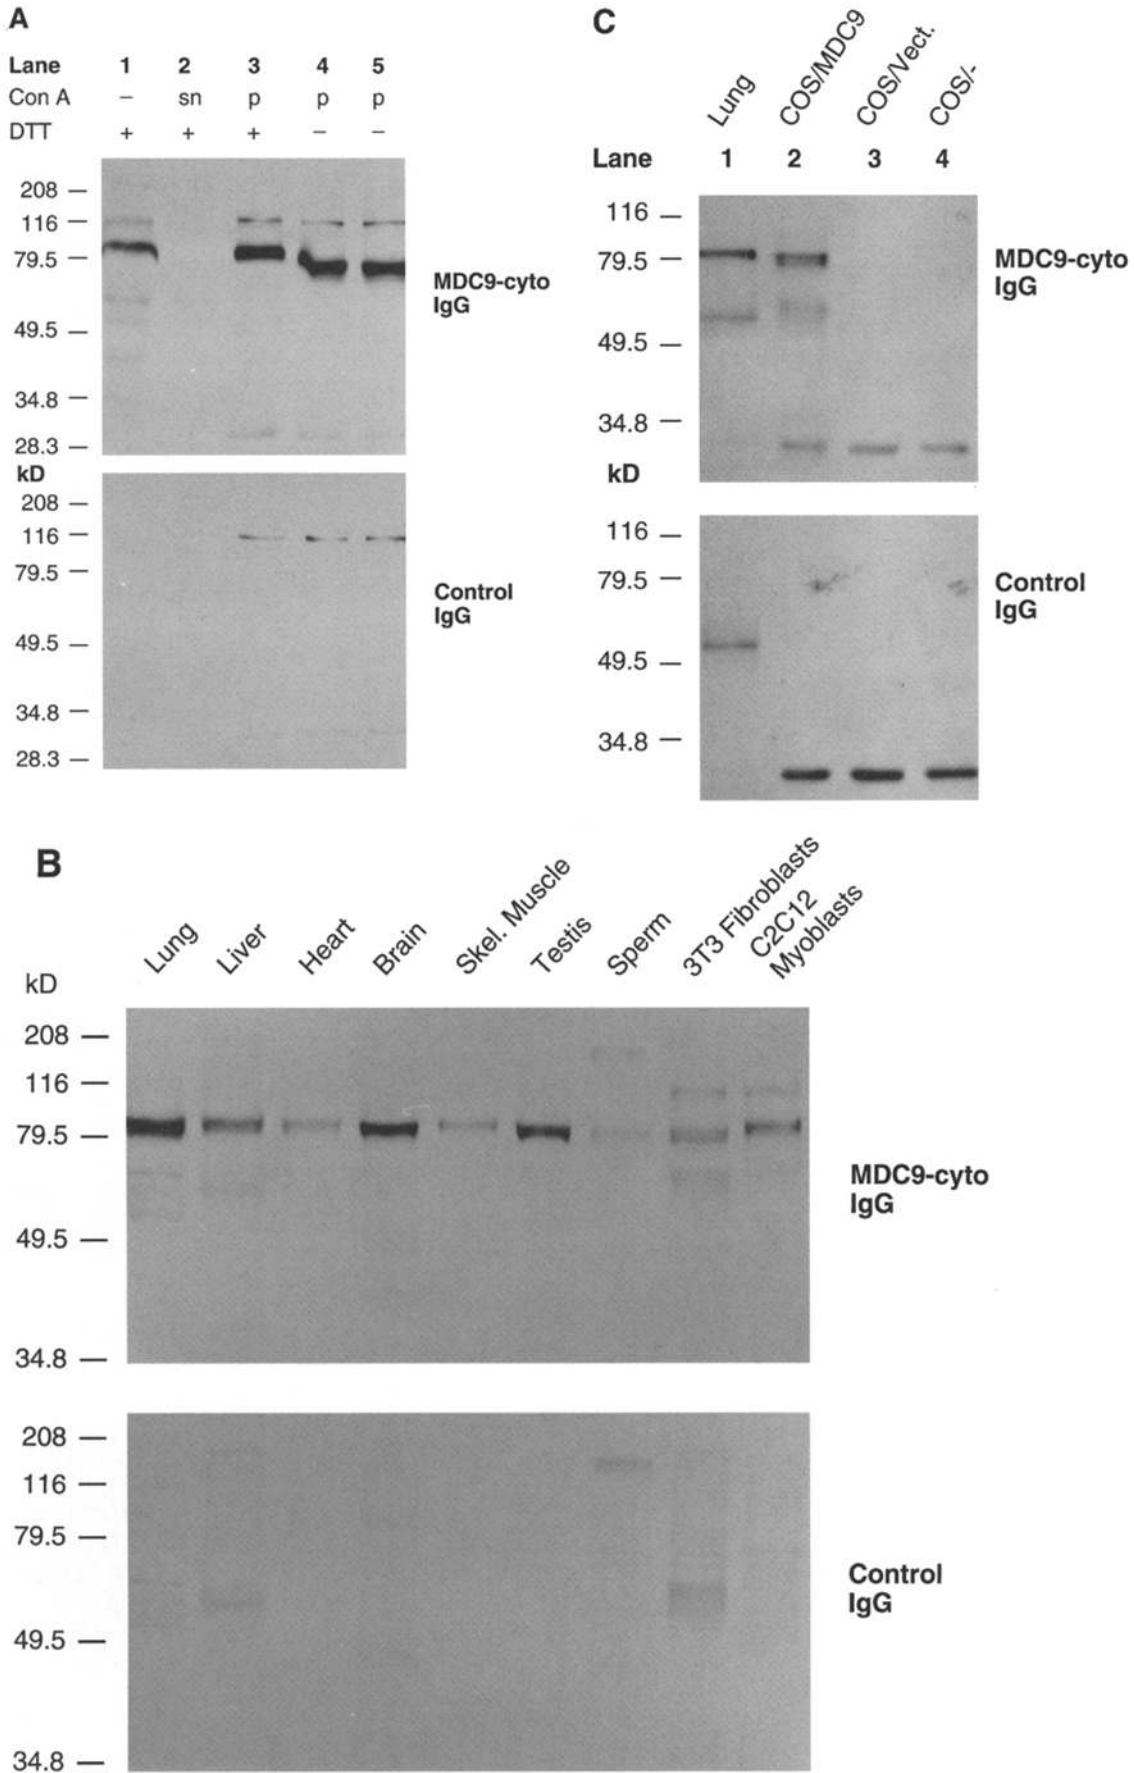 A
Lane 1 2 3 4 5
Con A – sn p p p
DTT + + + – –
208 –
116 –
79.5 –
49.5 –
34.8 –
28.3 –
kD
MDC9-cyto
IgG
208 –
116 –
79.5 –
49.5 –
34.8 –
28.3 –
Control
IgG
C
Lung COS/MDC9 COS/Vect. COS/-
Lane 1 2 3 4
116 –
79.5 –
49.5 –
34.8 –
kD
MDC9-cyto
IgG
116 –
79.5 –
49.5 –
34.8 –
Control
IgG
B
Lung Liver Heart Brain Skel. Muscle Testis Sperm 3T3 Fibroblasts C2C12
Myoblasts
kD
208 –
116 –
79.5 –
49.5 –
34.8 –
MDC9-cyto
IgG
208 –
116 –
79.5 –
49.5 –
34.8 –
Control
IgG